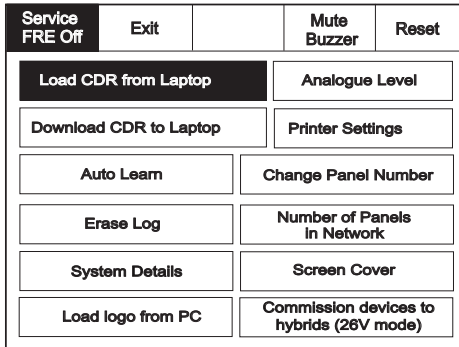 Service
FRE Off
Exit
Mute
Buzzer
Reset
Load CDR from Laptop
Analogue Level
Download CDR to Laptop
Printer Settings
Auto Learn
Change Panel Number
Erase Log
Number of Panels
in Network
System Details
Screen Cover
Load logo from PC
Commission devices to
hybrids (26V mode)